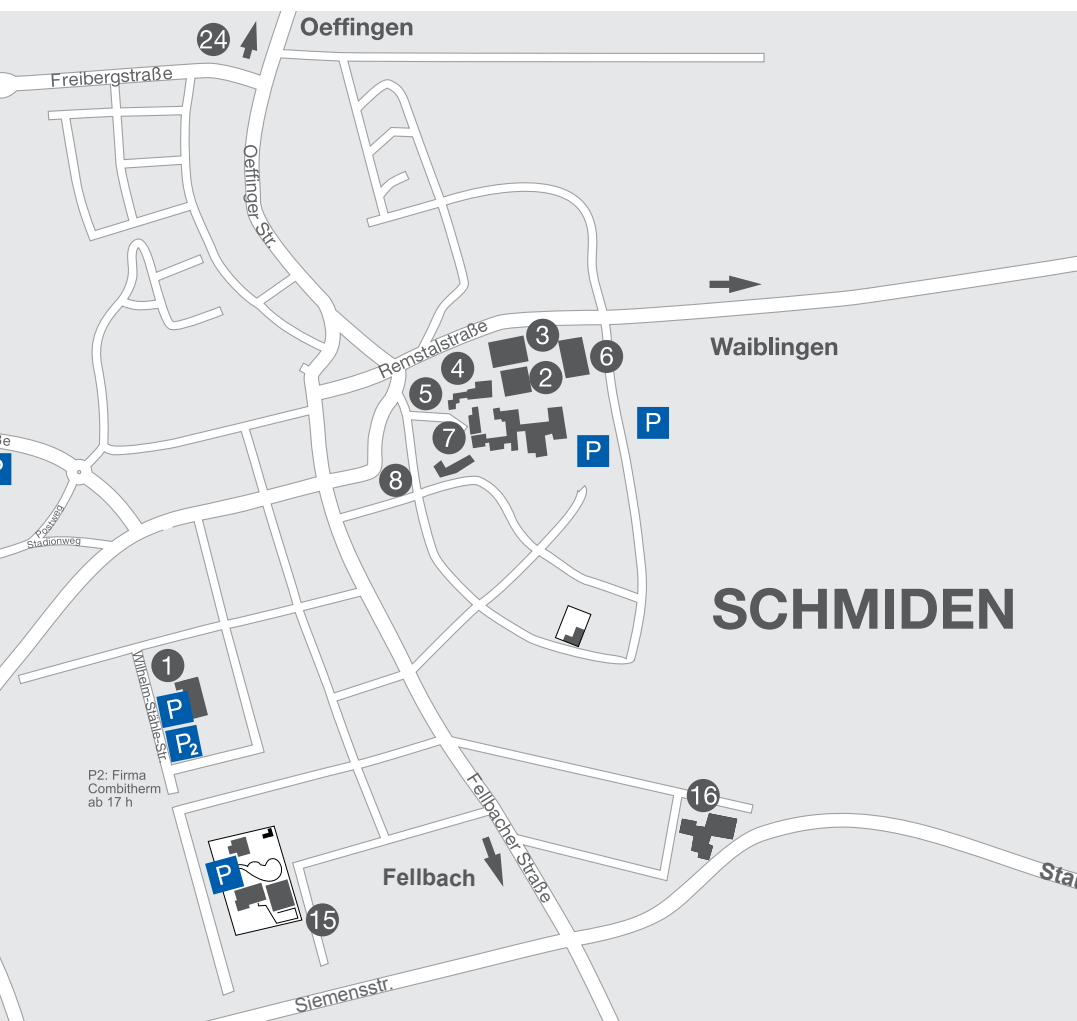 Oeffingen
24
Freibergstraße
Oeffinger Str.
Remstalstraße
Waiblingen
3
6
4
2
5
7
P
P
8
Postweg
Stadionweg
SCHMIDEN
1
Wilhelm-Stähle-Str.
P
P2
P2: Firma
Combitherm
ab 17 h
16
Fellbacher Straße
Fellbach
P
15
Siemensstr.